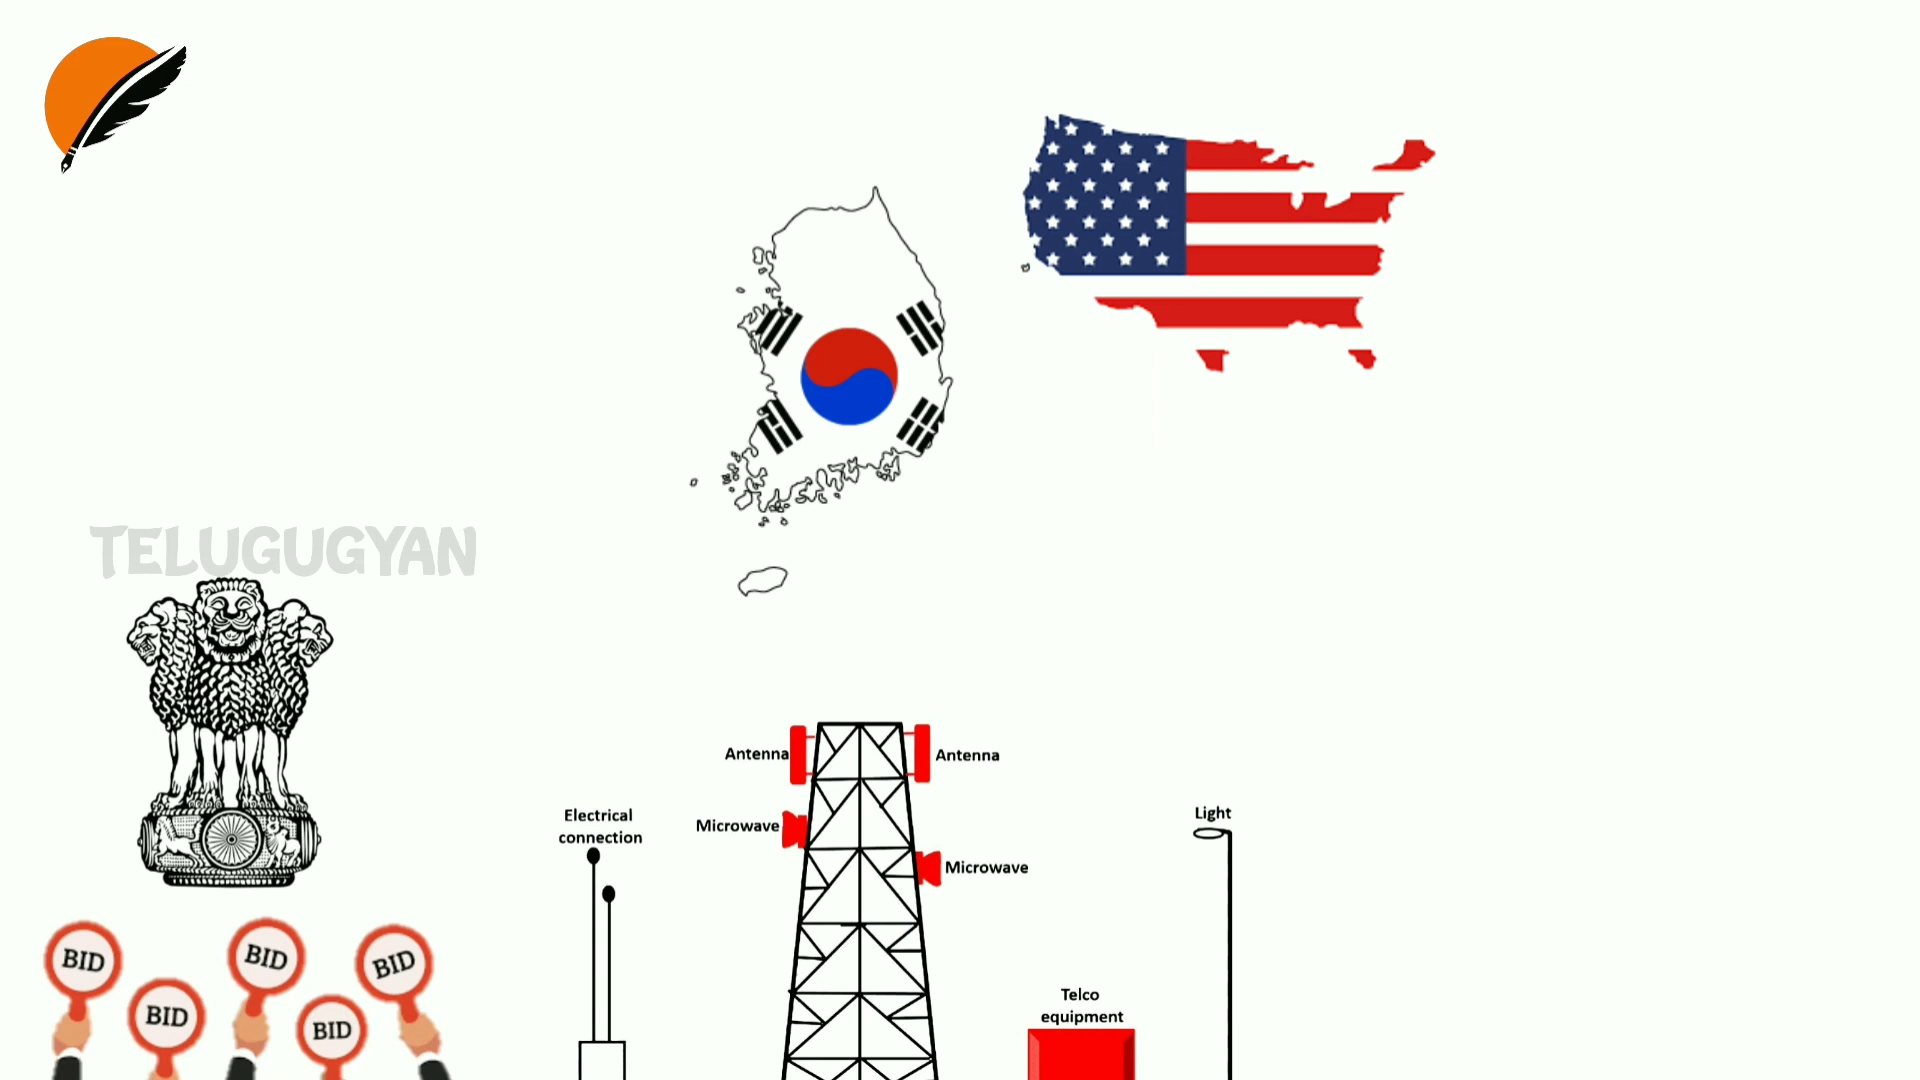 TELUGUGYAN
Antenna
Antenna
Electrical
connection
Microwave
Light
Microwave
BID
BID
BID
BID
BID
Telco
equipment